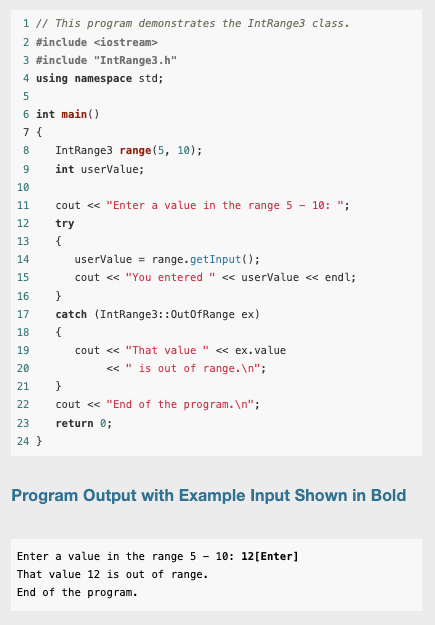 1 // This program demonstrates the IntRange3 class.
2 #include <iostream>
3 #include "IntRange3.h"
4 using namespace std;
5
6 int main()
7 {
8    IntRange3 range(5, 10);
9    int userValue;
10
11    cout << "Enter a value in the range 5 – 10: ";
12    try
13    {
14       userValue = range.getInput();
15       cout << "You entered " << userValue << endl;
16    }
17    catch (IntRange3::OutOfRange ex)
18    {
19       cout << "That value " << ex.value
20            << " is out of range.\n";
21    }
22    cout << "End of the program.\n";
23    return 0;
24 }
Program Output with Example Input Shown in Bold
Enter a value in the range 5 – 10: 12[Enter]
That value 12 is out of range.
End of the program.